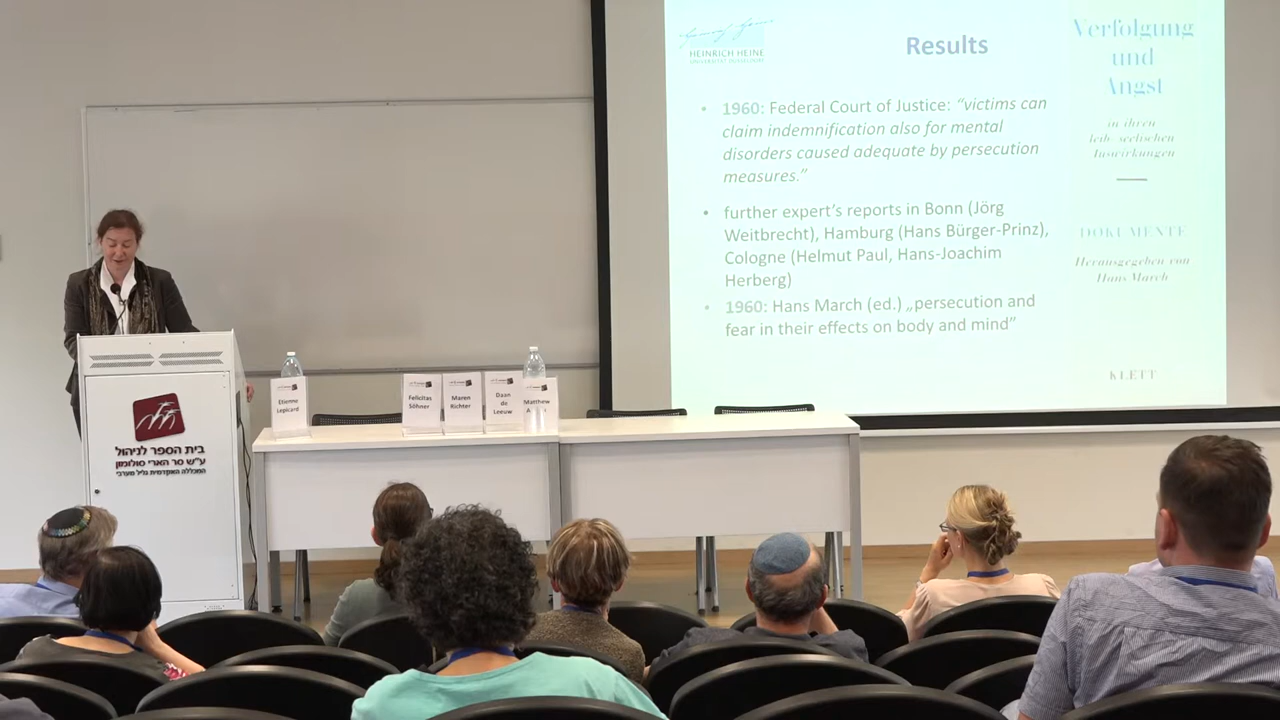 HEINRICH HEINE
UNIVERSITÄT DÜSSELDORF
Results
• 1960: Federal Court of Justice: “victims can
claim indemnification also for mental
disorders caused adequate by persecution
measures.”
• further expert’s reports in Bonn (Jörg
Weitbrecht), Hamburg (Hans Bürger-Prinz),
Cologne (Helmut Paul, Hans-Joachim
Herberg)
• 1960: Hans March (ed.) „persecution and
fear in their effects on body and mind”
Verfolgung
und
Angst
in ihren
leib-seelischen
Auswirkungen
DOKUMENTE
Herausgegeben von
Hans March
KLETT
Etienne
Lepicard
Felicitas
Söhner
Maren
Richter
Daan
de
Leeuw
Matthew
בית הספר לניהול
ע"ש סר הארי סולומון
המכללה האקדמית גליל מערבי